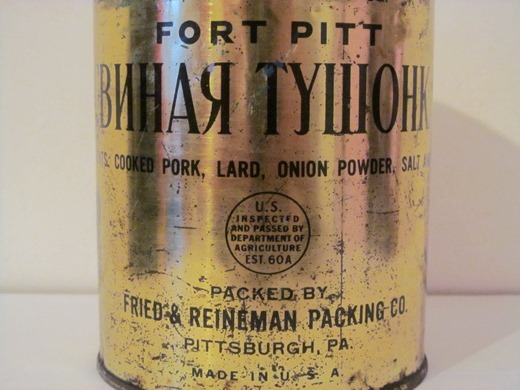 FORT PITT
ВИНАЯ ТУШОНК
TS: COOKED PORK, LARD, ONION POWDER, SALT A
U.S.
INSPECTED
AND PASSED BY
DEPARTMENT OF
AGRICULTURE
EST. 60A
PACKED BY
FRIED & REINEMAN PACKING CO.
PITTSBURGH, PA.
MADE IN U. S. A.